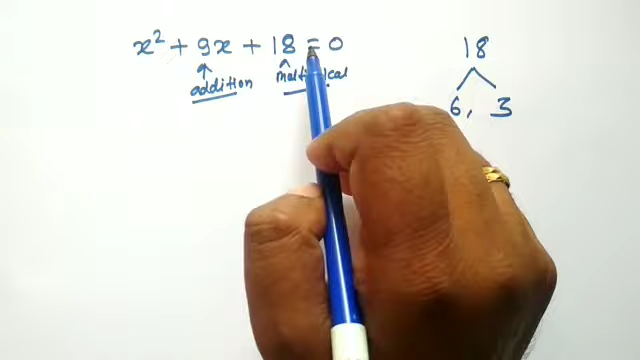 x² + 9x + 18 = 0
addition
18
6, 3